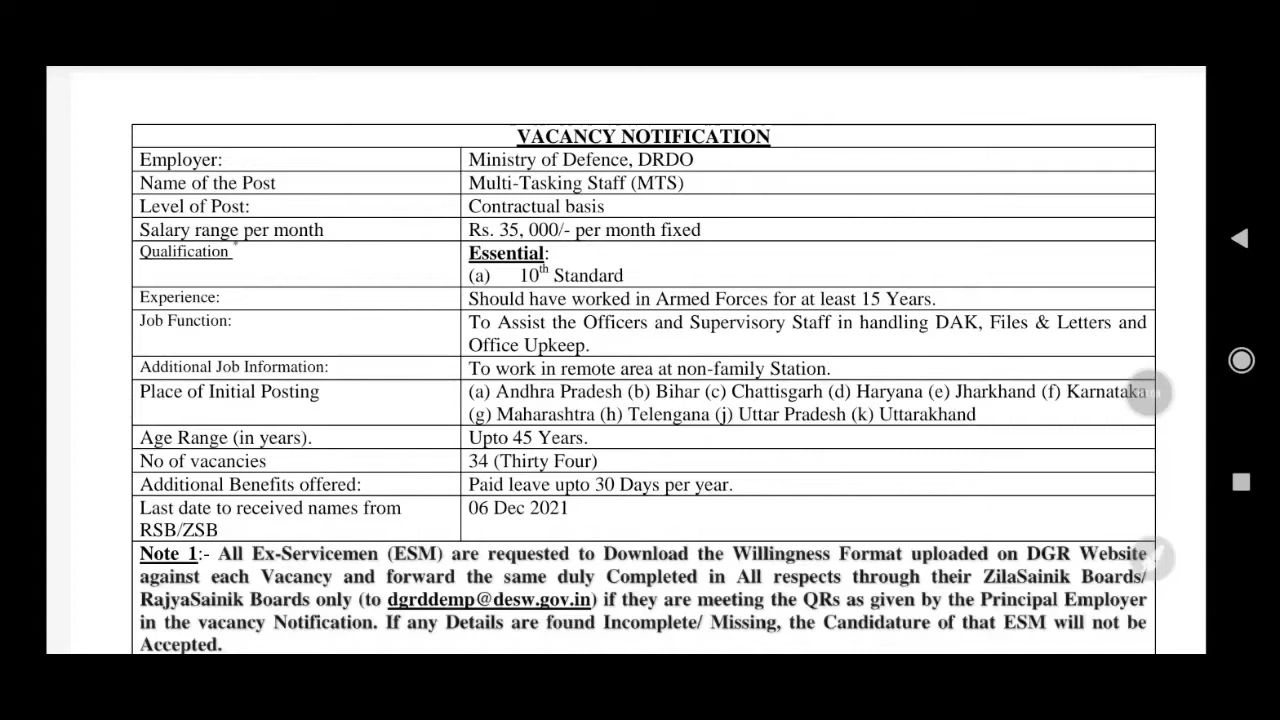 VACANCY NOTIFICATION
Employer: Ministry of Defence, DRDO
Name of the Post Multi-Tasking Staff (MTS)
Level of Post: Contractual basis
Salary range per month Rs. 35, 000/- per month fixed
Qualification * Essential:
(a) 10th Standard
Experience: Should have worked in Armed Forces for at least 15 Years.
Job Function: To Assist the Officers and Supervisory Staff in handling DAK, Files & Letters and
Office Upkeep.
Additional Job Information: To work in remote area at non-family Station.
Place of Initial Posting (a) Andhra Pradesh (b) Bihar (c) Chattisgarh (d) Haryana (e) Jharkhand (f) Karnataka
(g) Maharashtra (h) Telengana (j) Uttar Pradesh (k) Uttarakhand
Age Range (in years). Upto 45 Years.
No of vacancies 34 (Thirty Four)
Additional Benefits offered: Paid leave upto 30 Days per year.
Last date to received names from 06 Dec 2021
RSB/ZSB
Note 1:- All Ex-Servicemen (ESM) are requested to Download the Willingness Format uploaded on DGR Website
against each Vacancy and forward the same duly Completed in All respects through their ZilaSainik Boards/
RajyaSainik Boards only (to dgrddemp@desw.gov.in) if they are meeting the QRs as given by the Principal Employer
in the vacancy Notification. If any Details are found Incomplete/ Missing, the Candidature of that ESM will not be
Accepted.